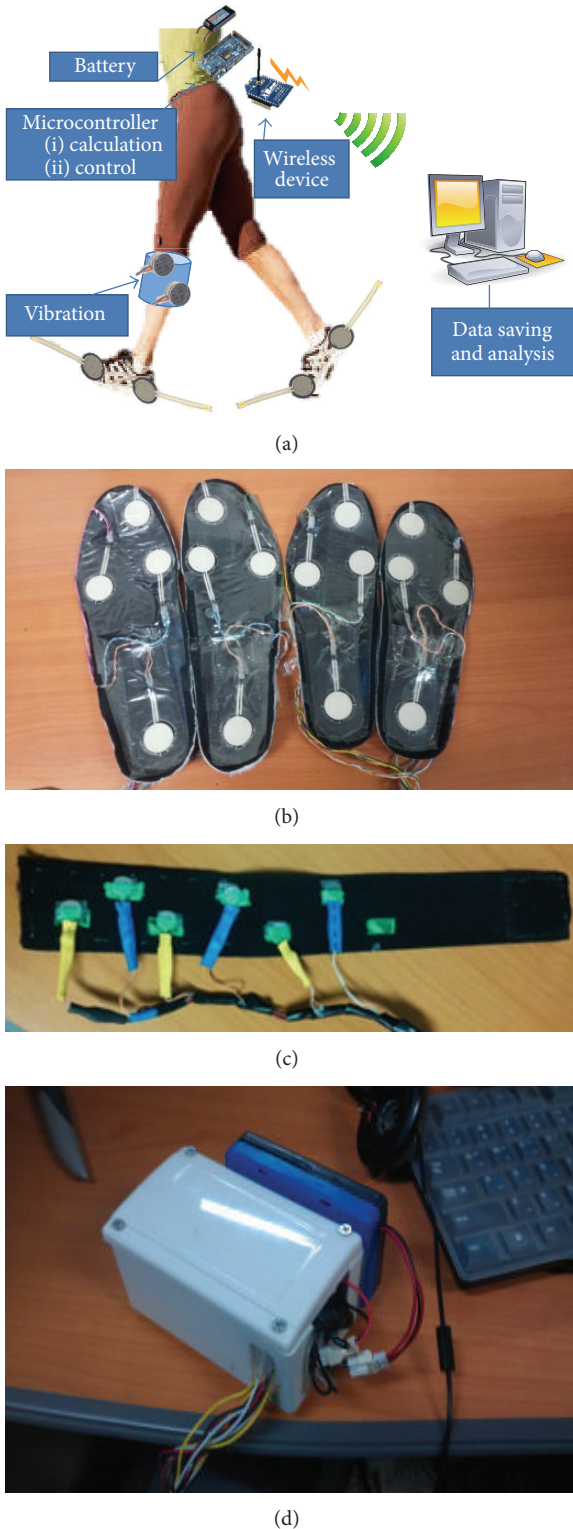 Battery
Microcontroller
(i) calculation
(ii) control
Wireless
device
Vibration
Data saving
and analysis
(a)
(b)
(c)
(d)